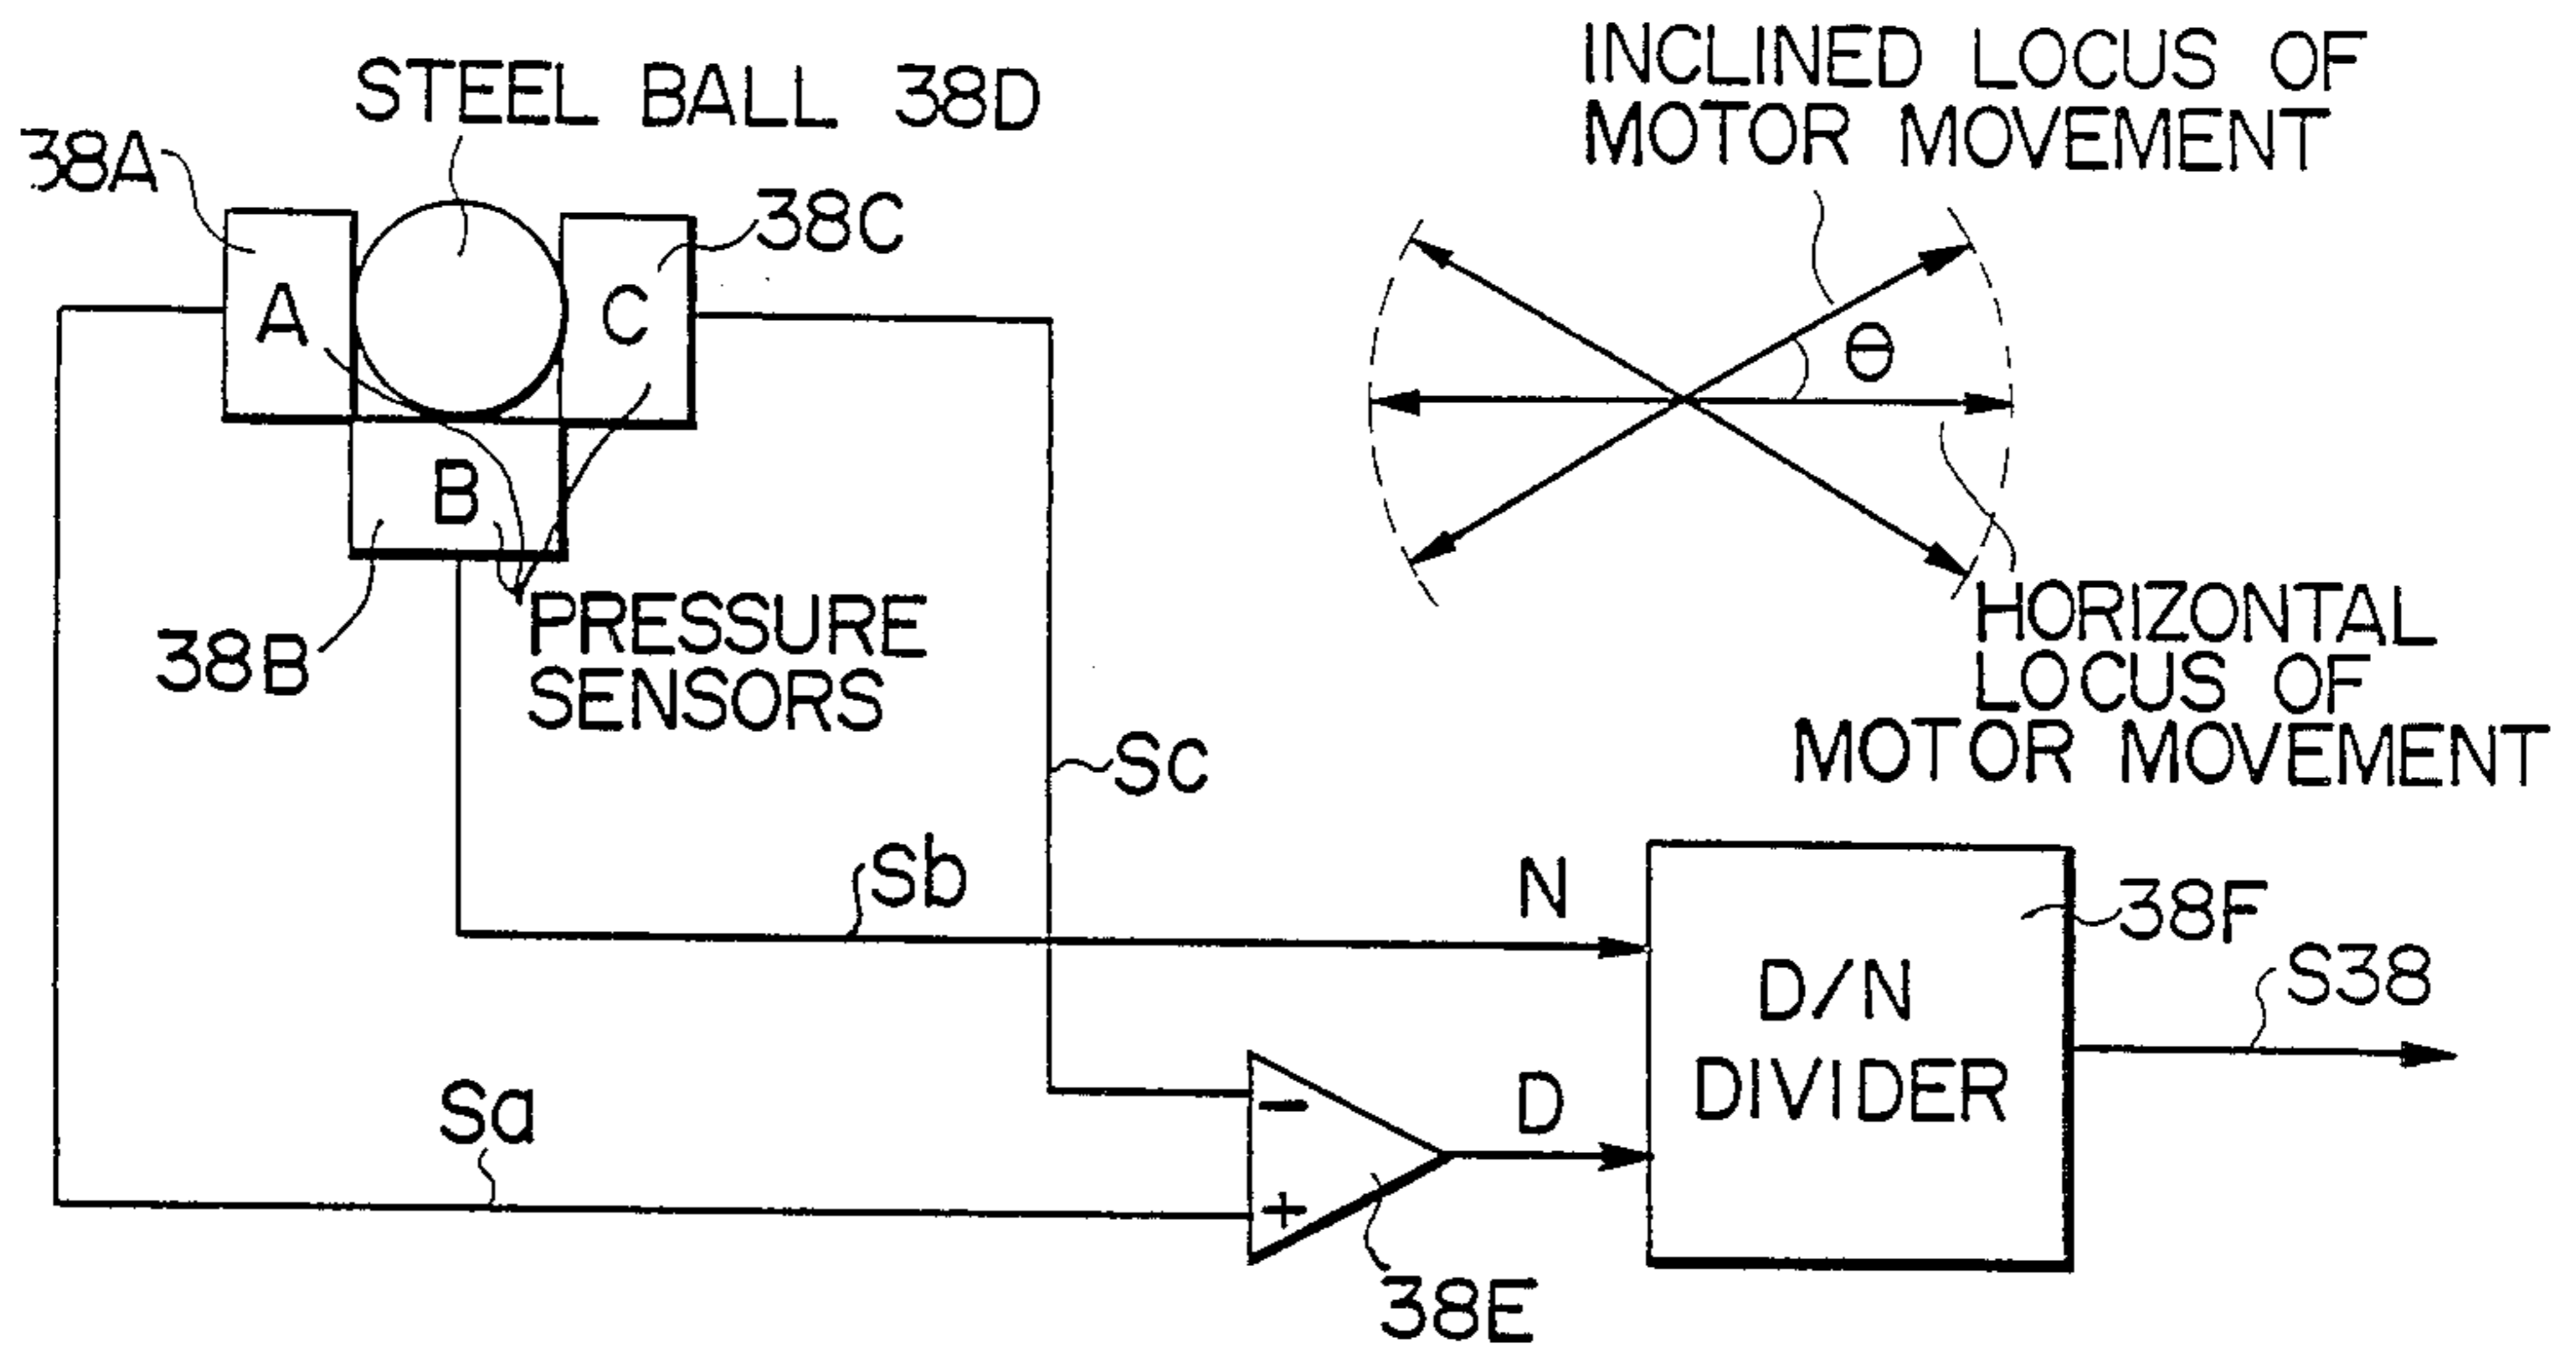 STEEL BALL 38D
38A
38C
A
C
B
38B
PRESSURE
SENSORS
INCLINED LOCUS OF
MOTOR MOVEMENT
θ
HORIZONTAL
LOCUS OF
MOTOR MOVEMENT
Sc
Sb
N
38F
D/N
DIVIDER
S38
Sa
D
−
+
38E